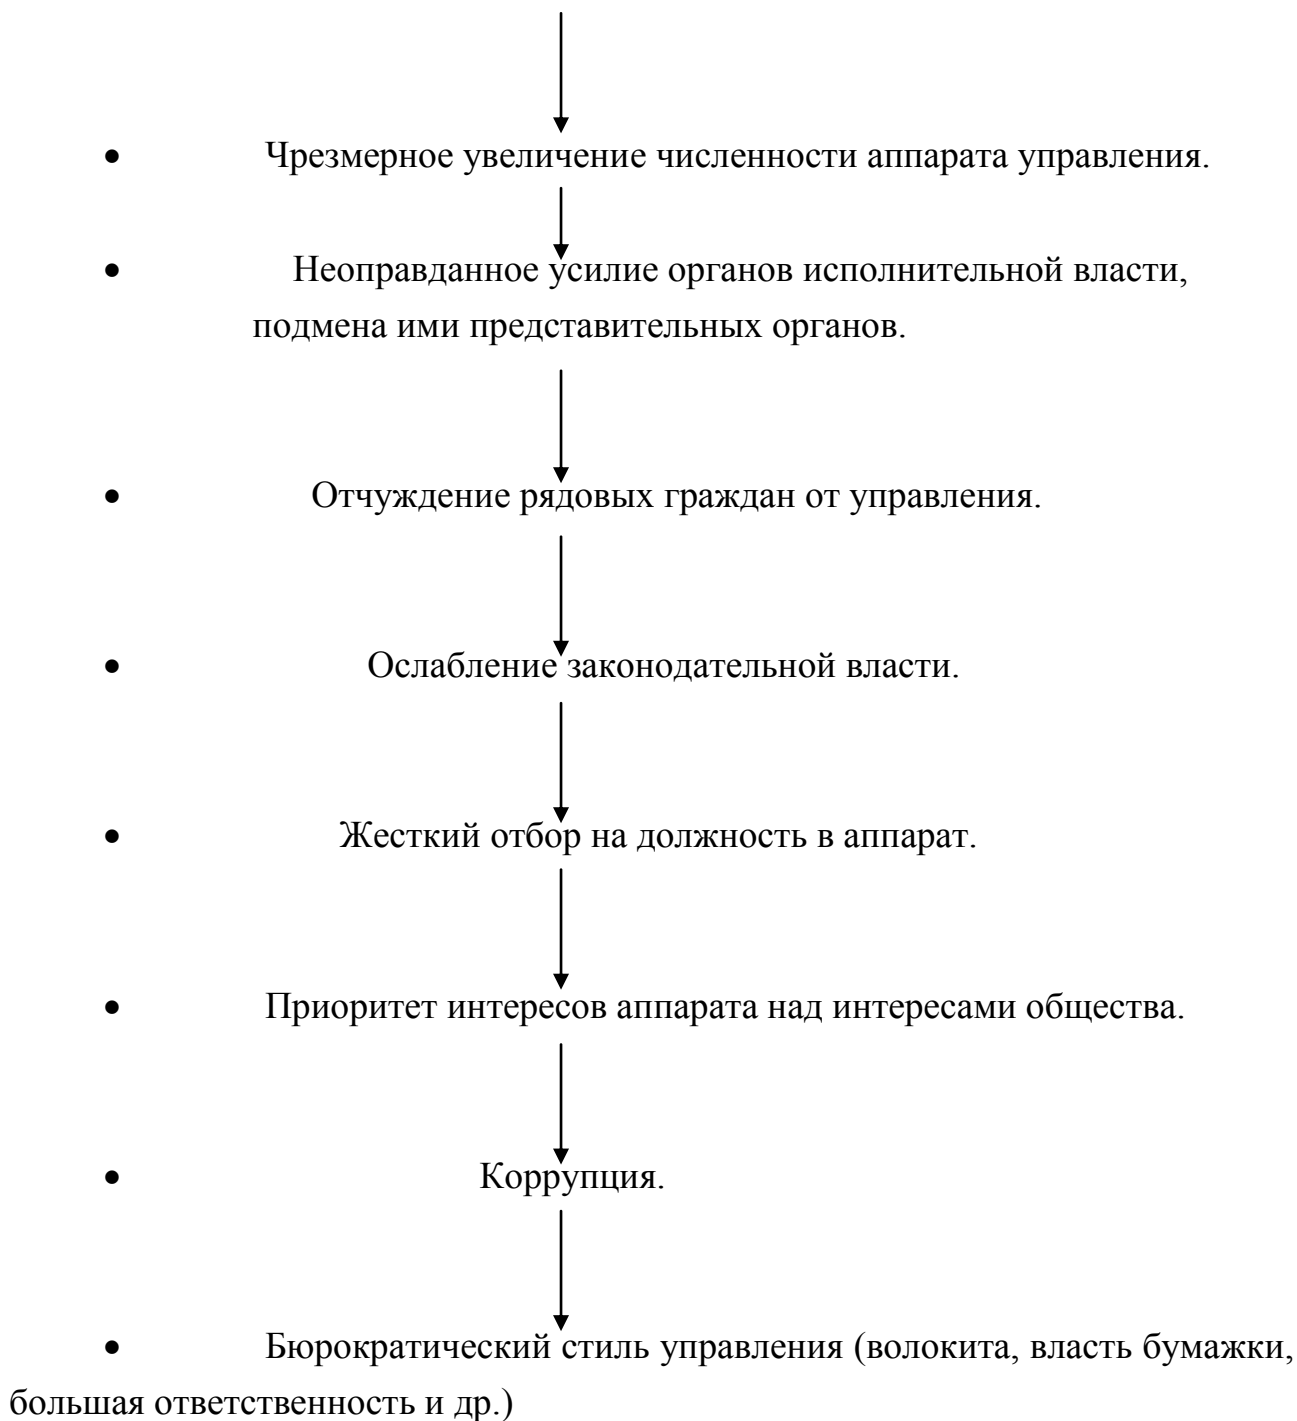 • Чрезмерное увеличение численности аппарата управления.
• Неоправданное усилие органов исполнительной власти,
подмена ими представительных органов.
• Отчуждение рядовых граждан от управления.
• Ослабление законодательной власти.
• Жесткий отбор на должность в аппарат.
• Приоритет интересов аппарата над интересами общества.
• Коррупция.
• Бюрократический стиль управления (волокита, власть бумажки,
большая ответственность и др.)